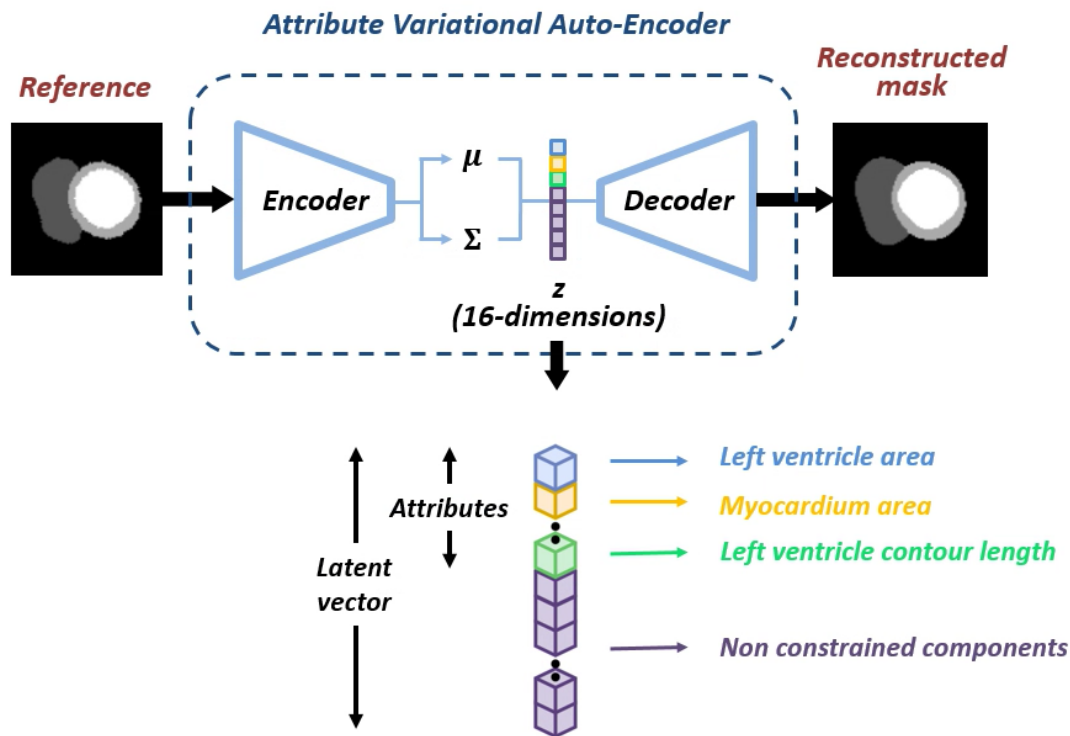 Attribute Variational Auto-Encoder
Reference
Reconstructed
mask
Encoder
μ
Σ
Decoder
z
(16-dimensions)
Left ventricle area
Attributes
Myocardium area
Left ventricle contour length
Latent
vector
Non constrained components